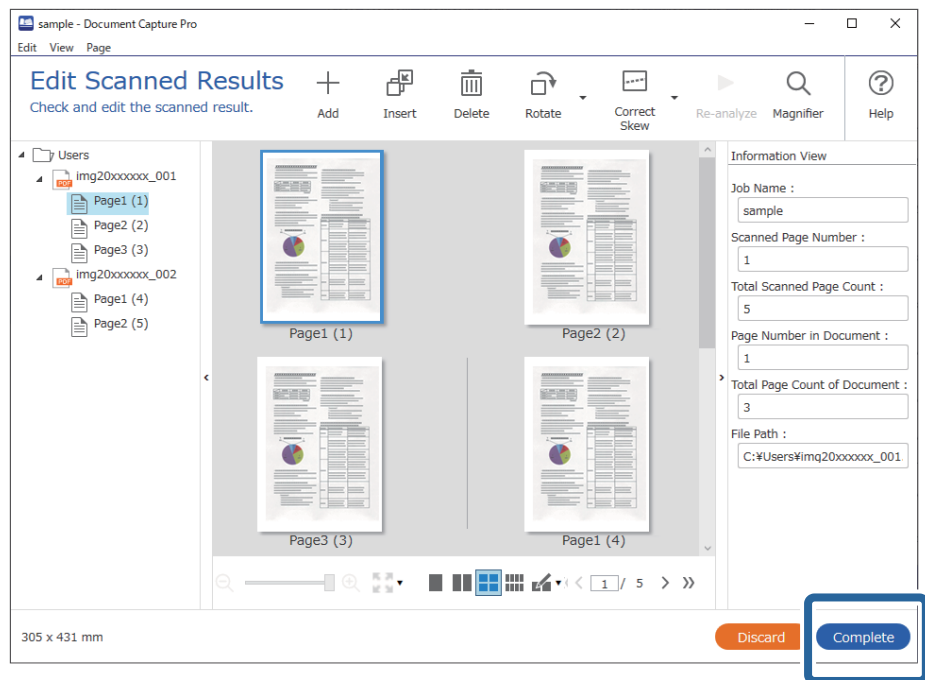 sample - Document Capture Pro
Edit View Page
Edit Scanned Results
Check and edit the scanned result.
Add
Insert
Delete
Rotate
Correct
Skew
Re-analyze
Magnifier
Help
Users
PDF
img20xxxxxx_001
Page1 (1)
Page2 (2)
Page3 (3)
PDF
img20xxxxxx_002
Page1 (4)
Page2 (5)
Page1 (1)
Page2 (2)
Page3 (3)
Page1 (4)
Information View
Job Name :
sample
Scanned Page Number :
1
Total Scanned Page Count :
5
Page Number in Document :
1
Total Page Count of Document :
3
File Path :
C:¥Users¥img20xxxxxx_001
1 / 5
305 x 431 mm
Discard
Complete